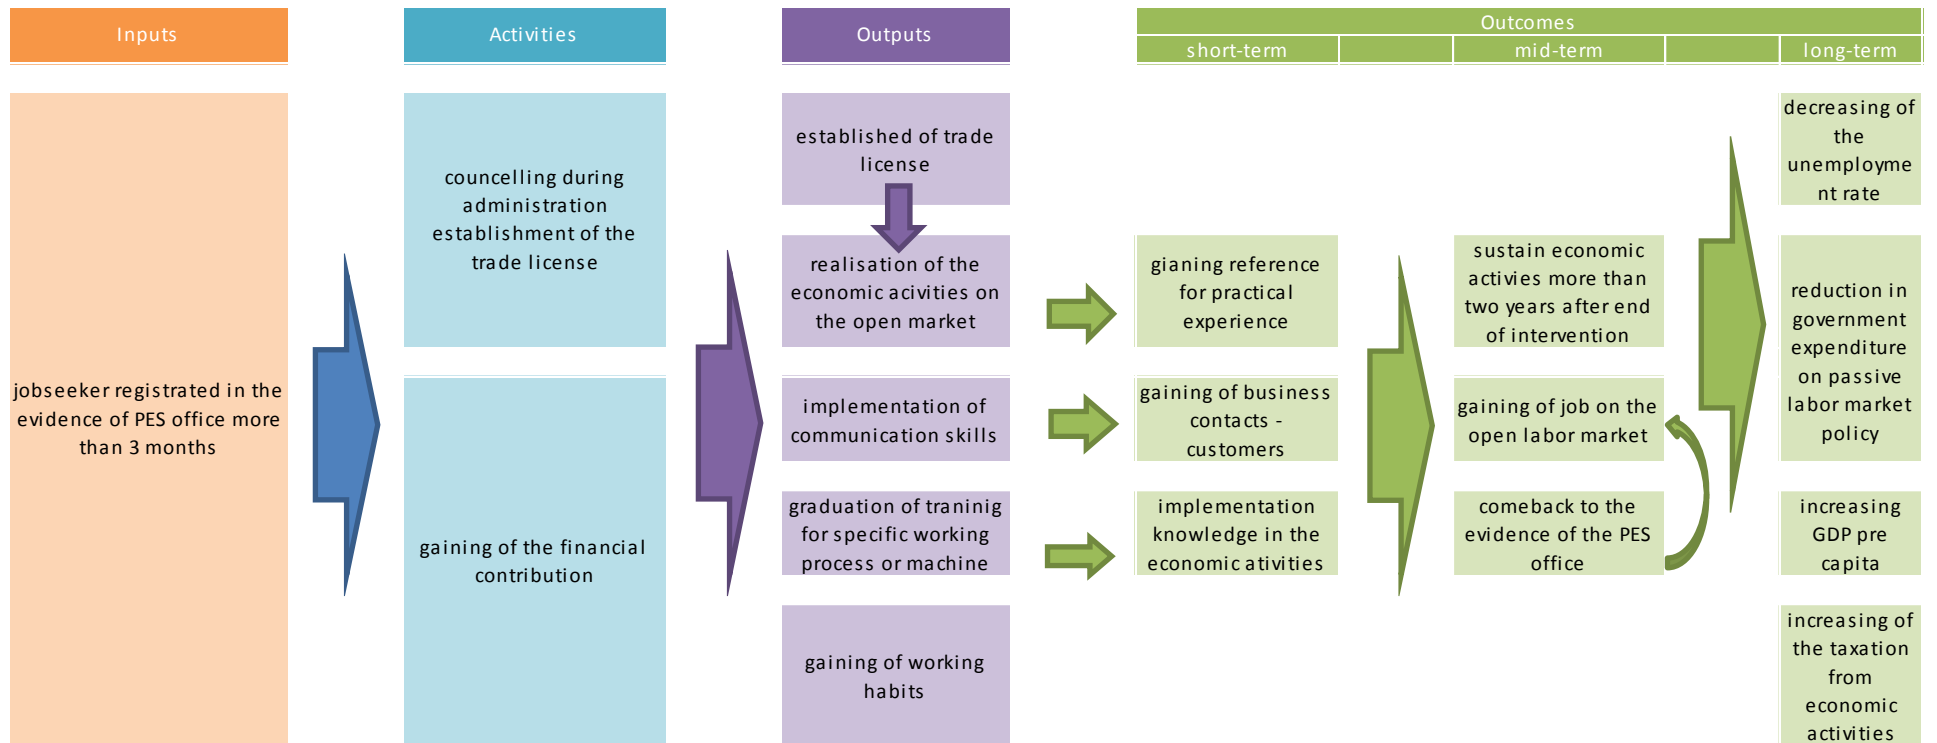 Inputs
Activities
Outputs
Outcomes
short-term
mid-term
long-term
jobseeker registrated in the
evidence of PES office more
than 3 months
councelling during
administration
establishment of the
trade license
gaining of the financial
contribution
established of trade
license
realisation of the
economic acivities on
the open market
implementation of
communication skills
graduation of traninig
for specific working
process or machine
gaining of working
habits
gianing reference
for practical
experience
gaining of business
contacts -
customers
implementation
knowledge in the
economic ativities
sustain economic
activies more than
two years after end
of intervention
gaining of job on the
open labor market
comeback to the
evidence of the PES
office
decreasing of
the
unemployme
nt rate
reduction in
government
expenditure
on passive
labor market
policy
increasing
GDP pre
capita
increasing of
the taxation
from
economic
activities